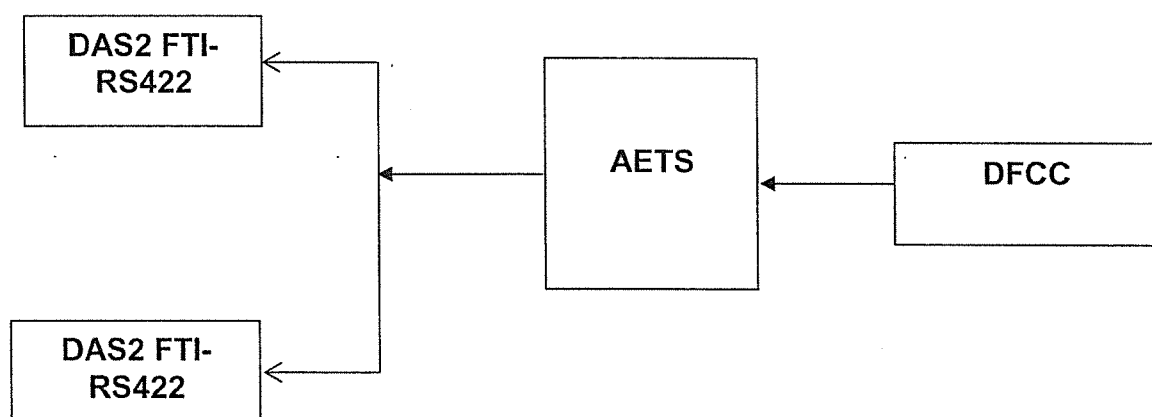 DAS2 FTI-
RS422
AETS
DFCC
DAS2 FTI-
RS422